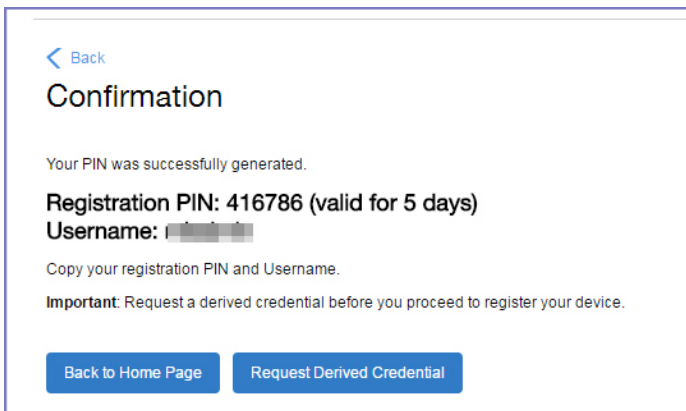 Back
Confirmation
Your PIN was successfully generated.
Registration PIN: 416786 (valid for 5 days)
Username:
Copy your registration PIN and Username.
Important: Request a derived credential before you proceed to register your device.
Back to Home Page
Request Derived Credential